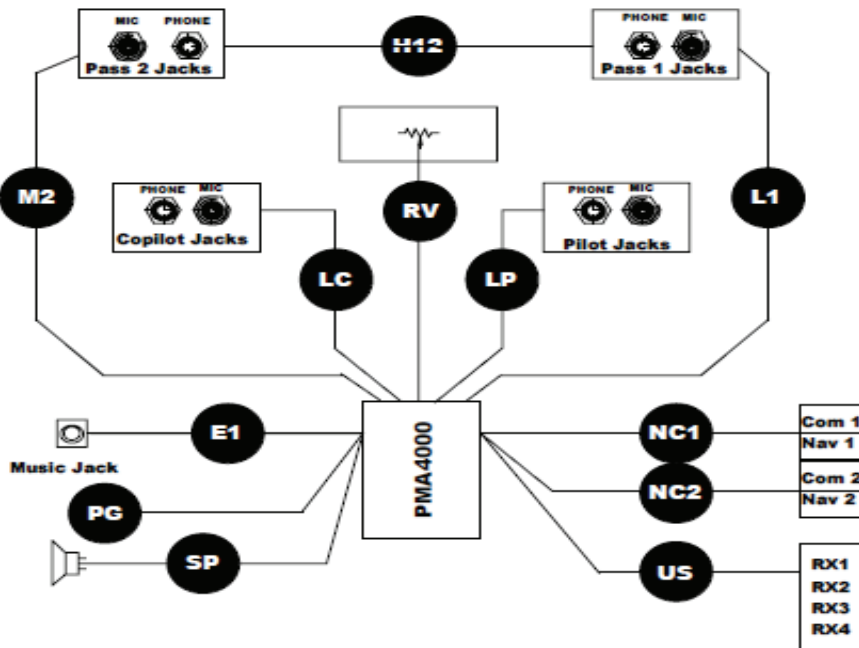 MIC PHONE
Pass 2 Jacks
H12
PHONE MIC
Pass 1 Jacks
M2
PHONE MIC
Copilot Jacks
RV
PHONE MIC
Pilot Jacks
L1
LC
LP
E1
Music Jack
PG
SP
PMA4000
NC1
Com 1
Nav 1
NC2
Com 2
Nav 2
US
RX1
RX2
RX3
RX4